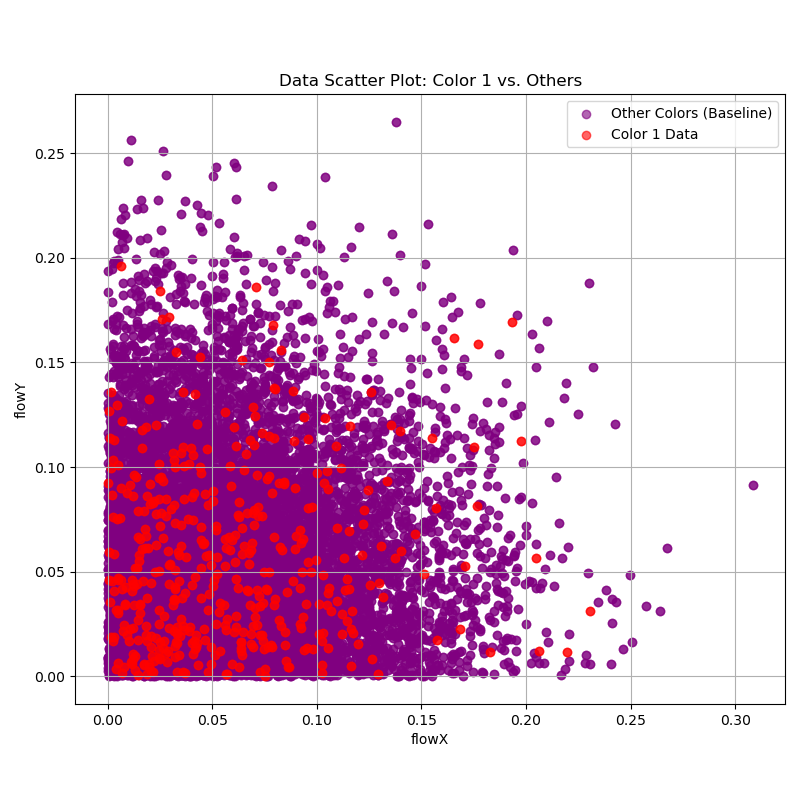 Data Scatter Plot: Color 1 vs. Others
Other Colors (Baseline)
Color 1 Data
flowY
0.25
0.20
0.15
0.10
0.05
0.00
0.00 0.05 0.10 0.15 0.20 0.25 0.30
flowX